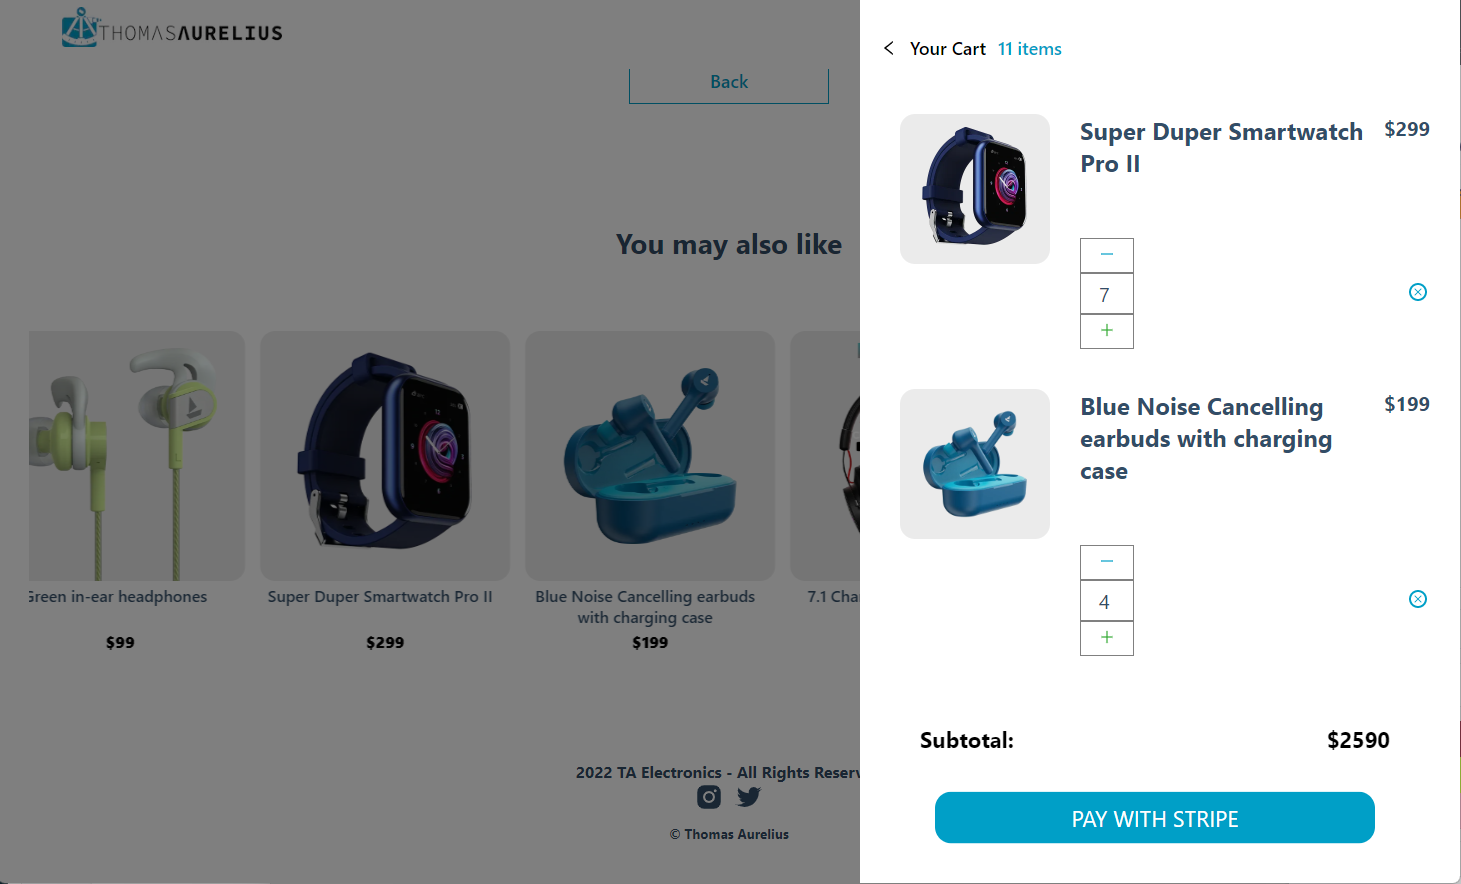 THOMASAURELIUS
Back
You may also like
Green in-ear headphones
$99
Super Duper Smartwatch Pro II
$299
Blue Noise Cancelling earbuds
with charging case
$199
7.1 Cha
2022 TA Electronics - All Rights Reserv
© Thomas Aurelius
Your Cart 11 items
Super Duper Smartwatch
Pro II
$299
−
7
+
Blue Noise Cancelling
earbuds with charging
case
$199
−
4
+
Subtotal: $2590
PAY WITH STRIPE